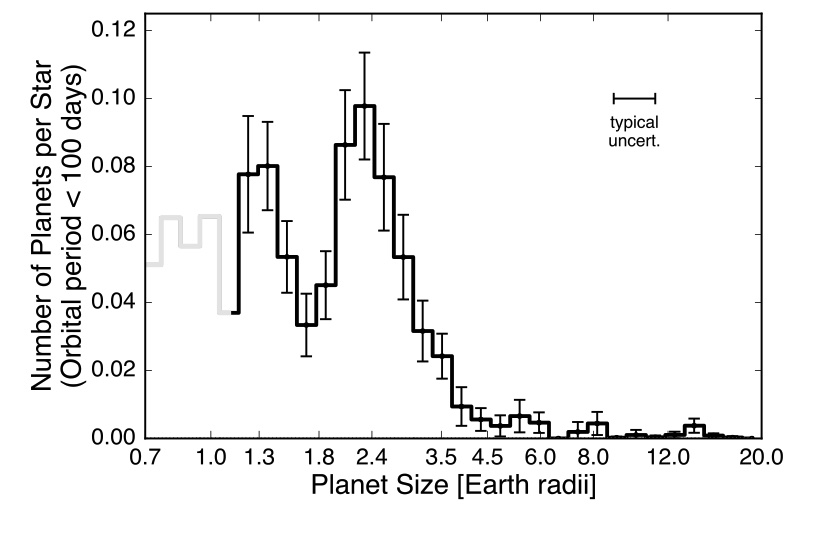 Number of Planets per Star
(Orbital period < 100 days)
0.12
0.10
0.08
0.06
0.04
0.02
0.00
typical
uncert.
0.7 1.0 1.3 1.8 2.4 3.5 4.5 6.0 8.0 12.0 20.0
Planet Size [Earth radii]